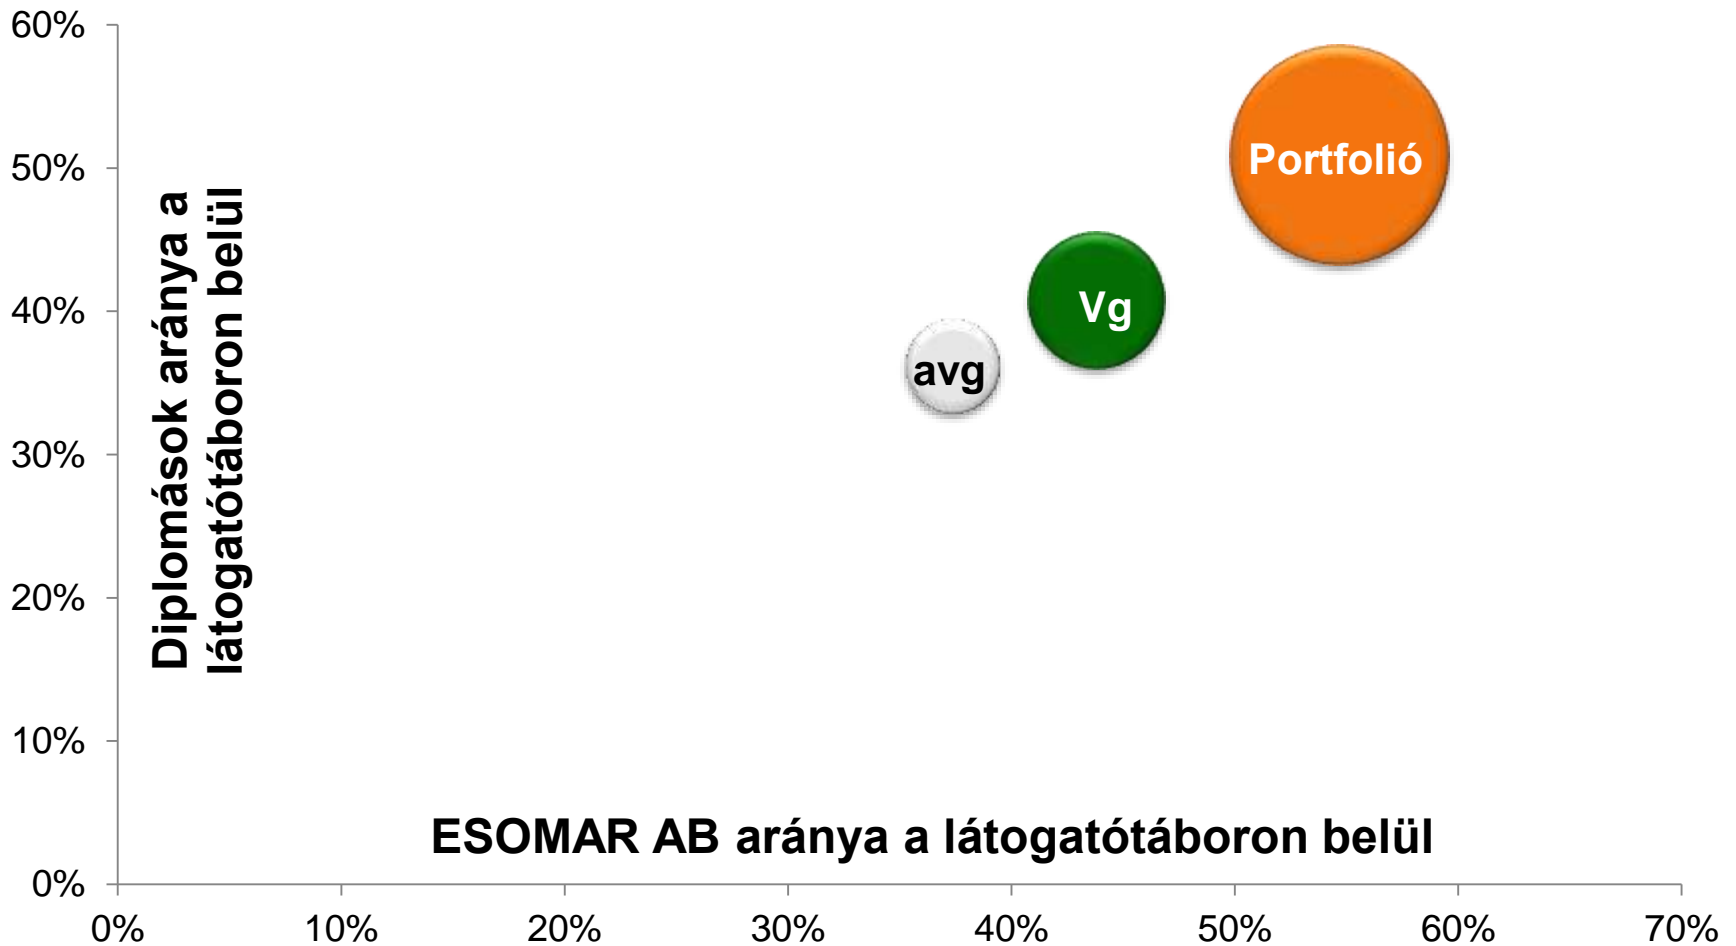 60%
50%
40%
30%
20%
10%
0%
Diplomások aránya a
látogatótáboron belül
Portfolió
Vg
avg
ESOMAR AB aránya a látogatótáboron belül
0% 10% 20% 30% 40% 50% 60% 70%